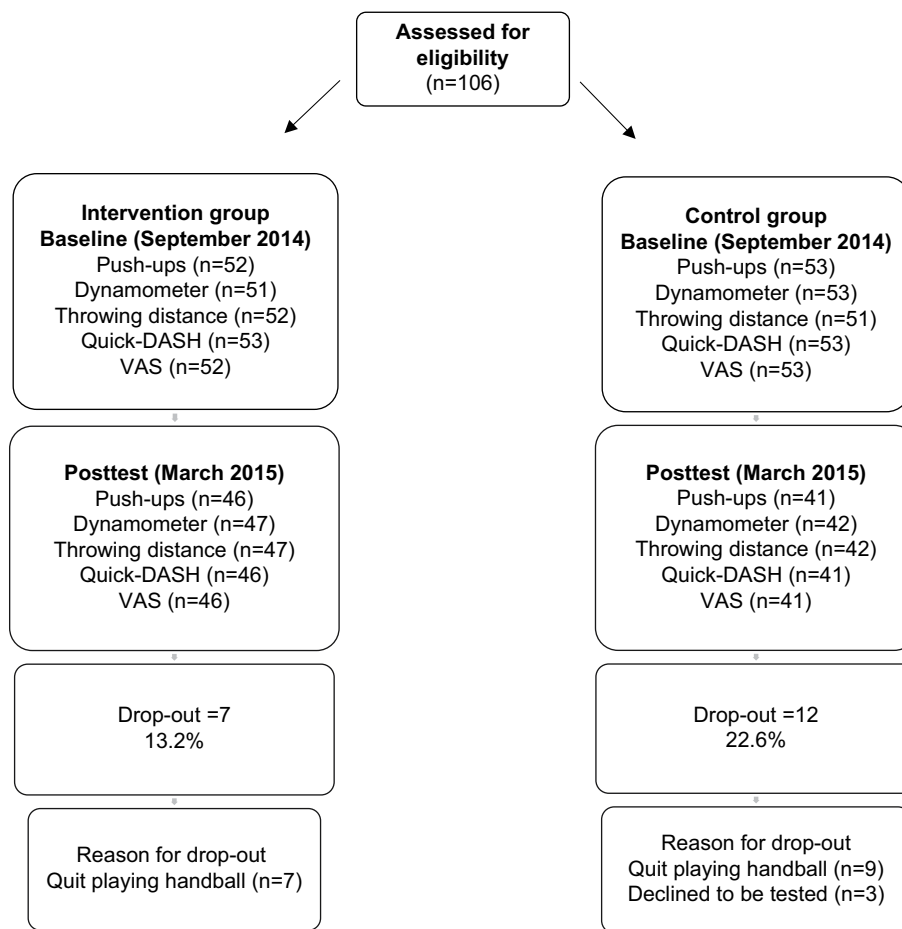 Assessed for
eligibility
(n=106)
Intervention group
Baseline (September 2014)
Push-ups (n=52)
Dynamometer (n=51)
Throwing distance (n=52)
Quick-DASH (n=53)
VAS (n=52)
Control group
Baseline (September 2014)
Push-ups (n=53)
Dynamometer (n=53)
Throwing distance (n=51)
Quick-DASH (n=53)
VAS (n=53)
Posttest (March 2015)
Push-ups (n=46)
Dynamometer (n=47)
Throwing distance (n=47)
Quick-DASH (n=46)
VAS (n=46)
Posttest (March 2015)
Push-ups (n=41)
Dynamometer (n=42)
Throwing distance (n=42)
Quick-DASH (n=41)
VAS (n=41)
Drop-out =7
13.2%
Drop-out =12
22.6%
Reason for drop-out
Quit playing handball (n=7)
Reason for drop-out
Quit playing handball (n=9)
Declined to be tested (n=3)